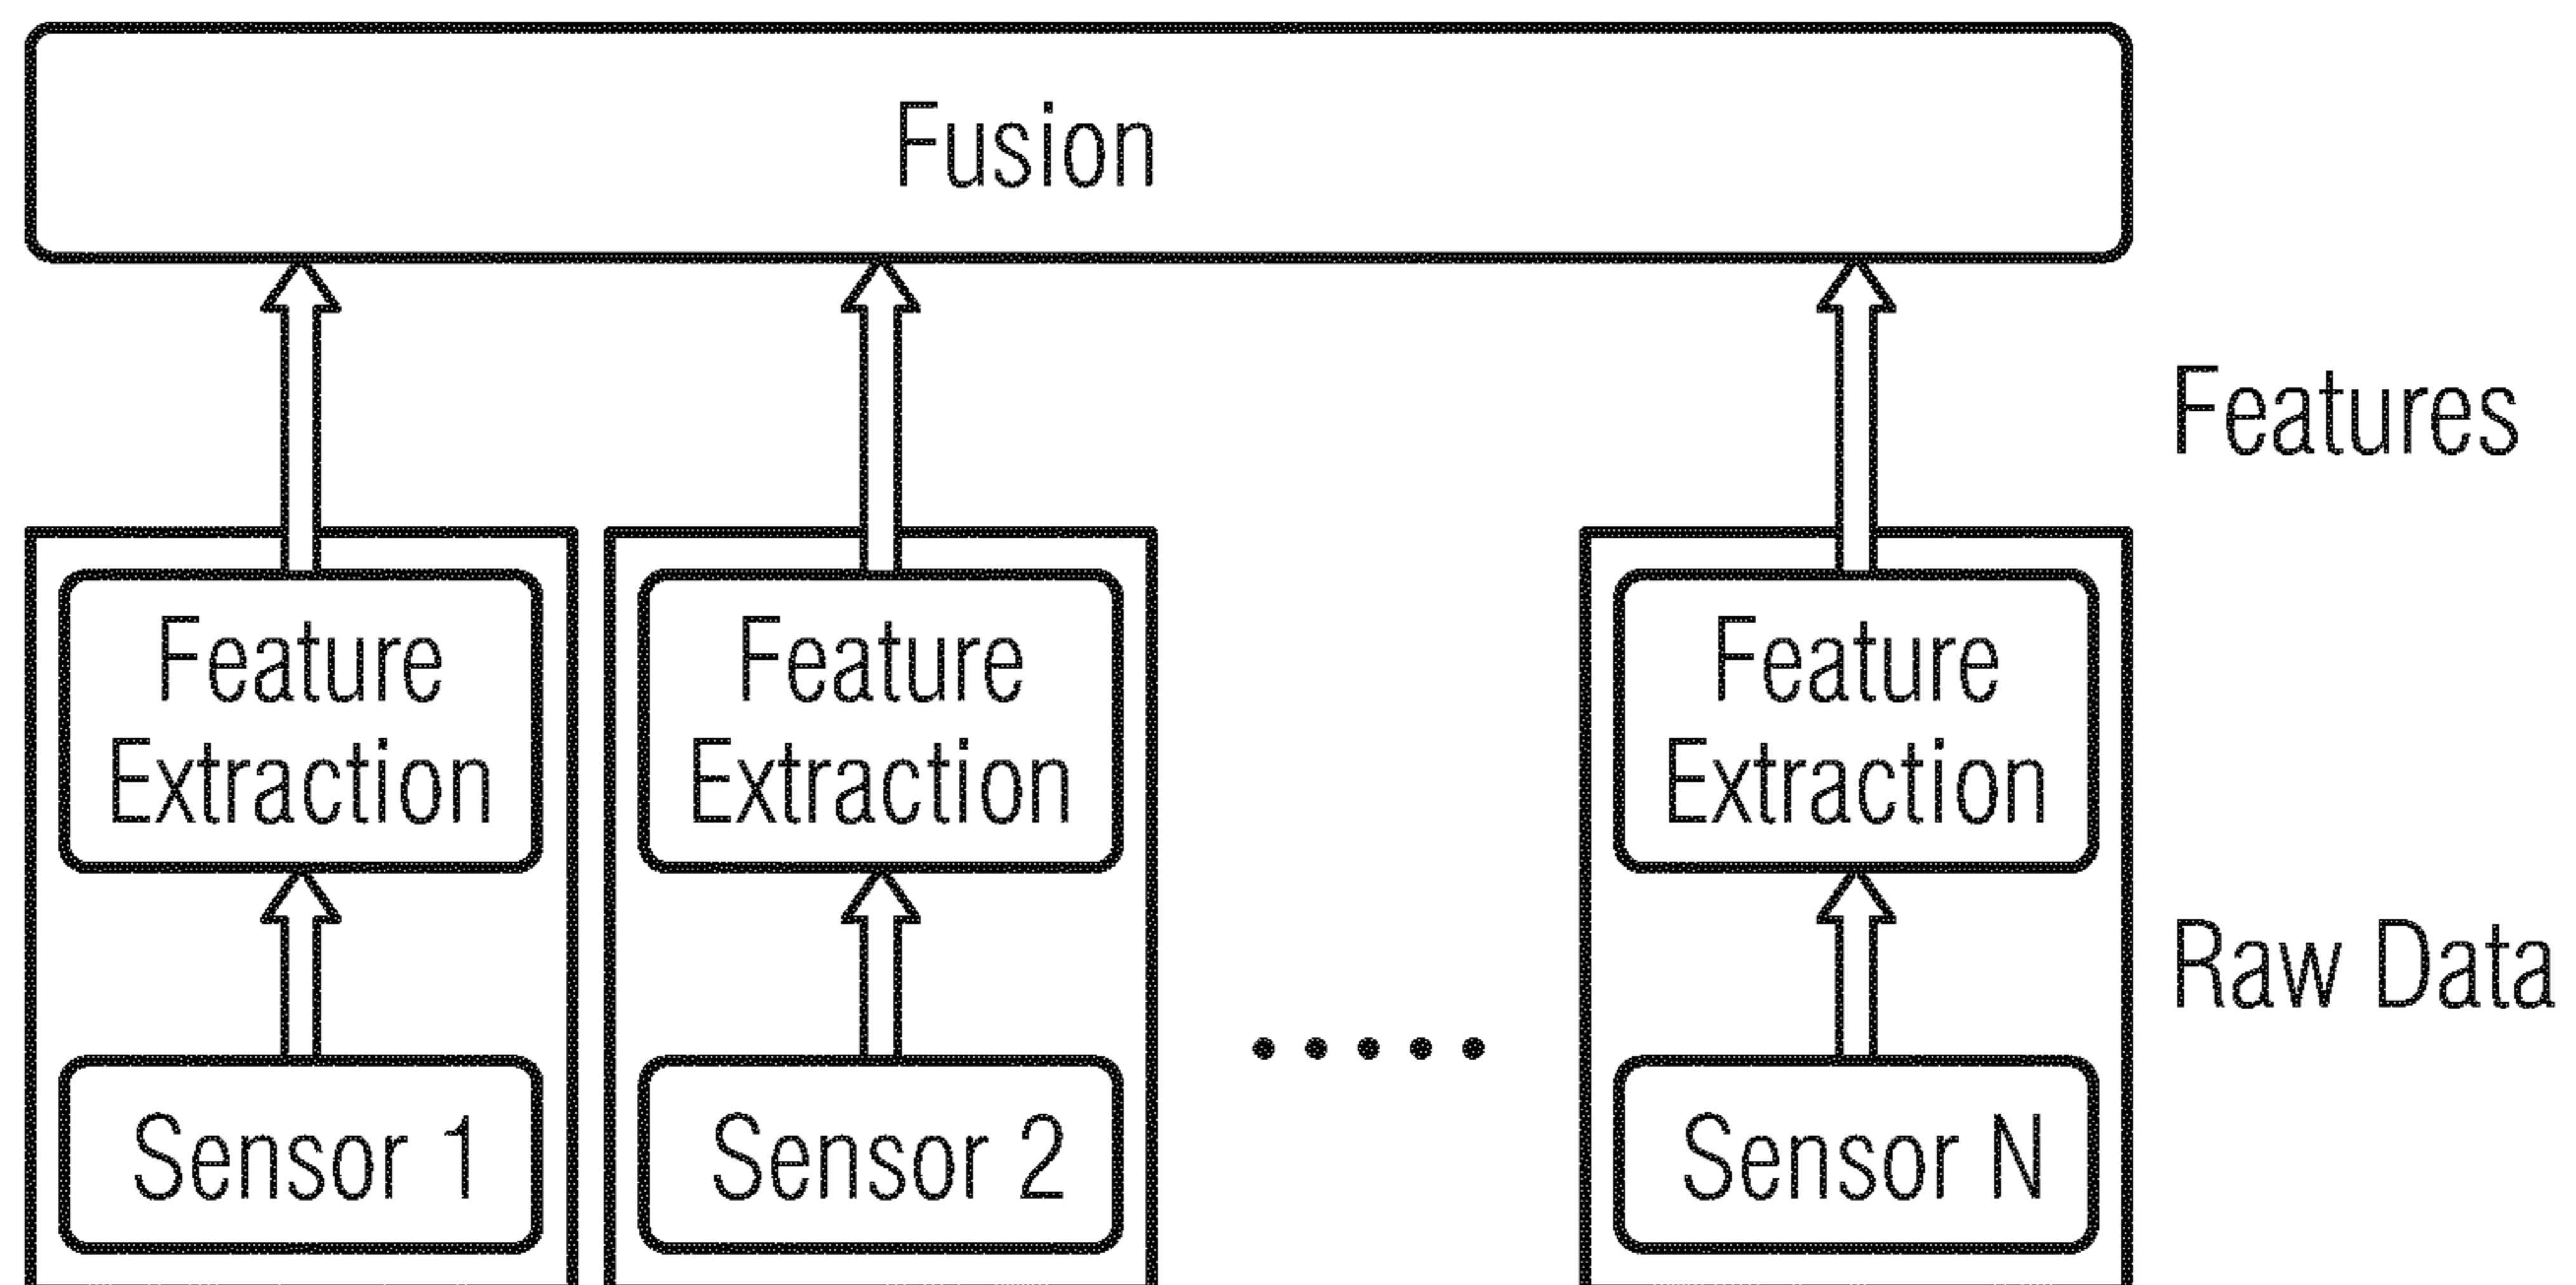 Fusion
Features
Feature
Extraction
Feature
Extraction
Feature
Extraction
Raw Data
.....
Sensor 1
Sensor 2
Sensor N